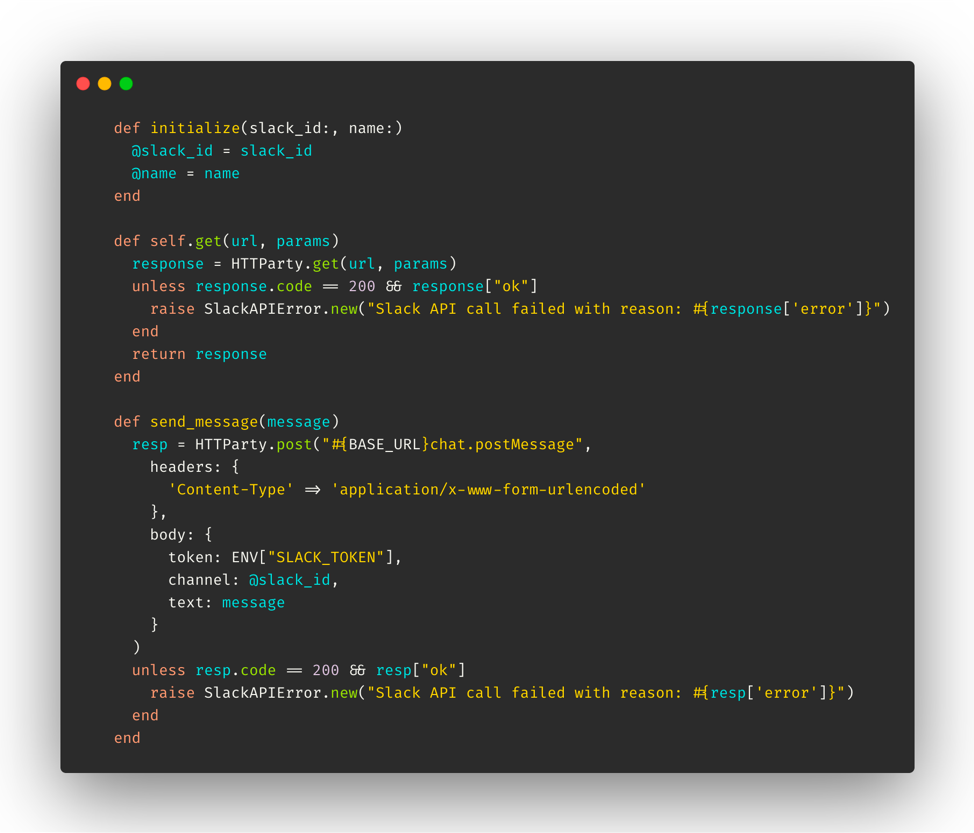 def initialize(slack_id:, name:)
  @slack_id = slack_id
  @name = name
end

def self.get(url, params)
  response = HTTParty.get(url, params)
  unless response.code == 200 && response["ok"]
    raise SlackAPIError.new("Slack API call failed with reason: #{response['error']}")
  end
  return response
end

def send_message(message)
  resp = HTTParty.post("#{BASE_URL}chat.postMessage",
    headers: {
      'Content-Type' => 'application/x-www-form-urlencoded'
    },
    body: {
      token: ENV["SLACK_TOKEN"],
      channel: @slack_id,
      text: message
    }
  )
  unless resp.code == 200 && resp["ok"]
    raise SlackAPIError.new("Slack API call failed with reason: #{resp['error']}")
  end
end